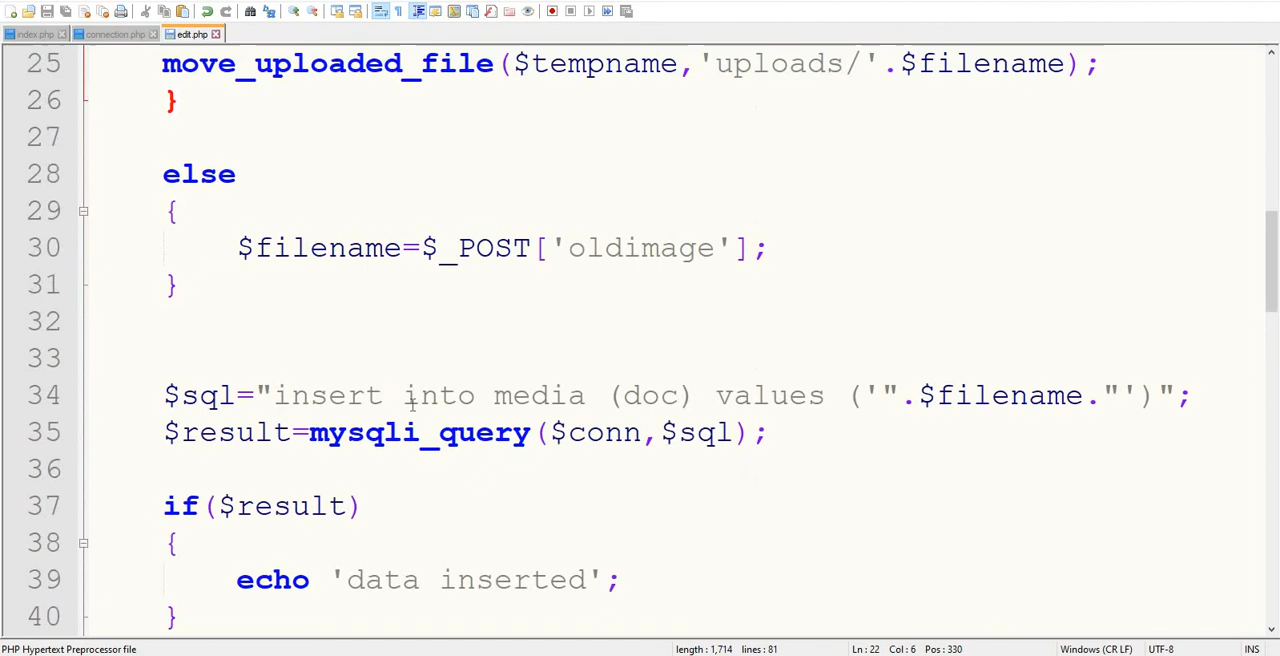 index.php connection.php edit.php
25 move_uploaded_file($tempname,'uploads/'.$filename);
26 }
27
28 else
29 {
30 $filename=$_POST['oldimage'];
31 }
32
33
34 $sql="insert into media (doc) values ('".$filename."')";
35 $result=mysqli_query($conn,$sql);
36
37 if($result)
38 {
39 echo 'data inserted';
40 }
PHP Hypertext Preprocessor file length : 1,714 lines : 81 Ln : 22 Col : 6 Pos : 330 Windows (CR LF) UTF-8 INS